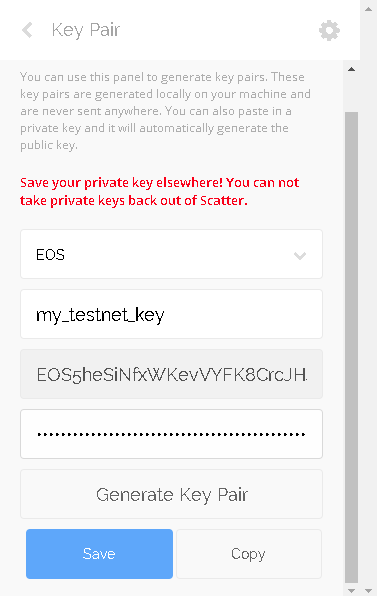 Key Pair
You can use this panel to generate key pairs. These
key pairs are generated locally on your machine and
are never sent anywhere. You can also paste in a
private key and it will automatically generate the
public key.
Save your private key elsewhere! You can not
take private keys back out of Scatter.
EOS
my_testnet_key
EOS5heSiNfxWKevVYFK8CrcJH
Generate Key Pair
Save
Copy